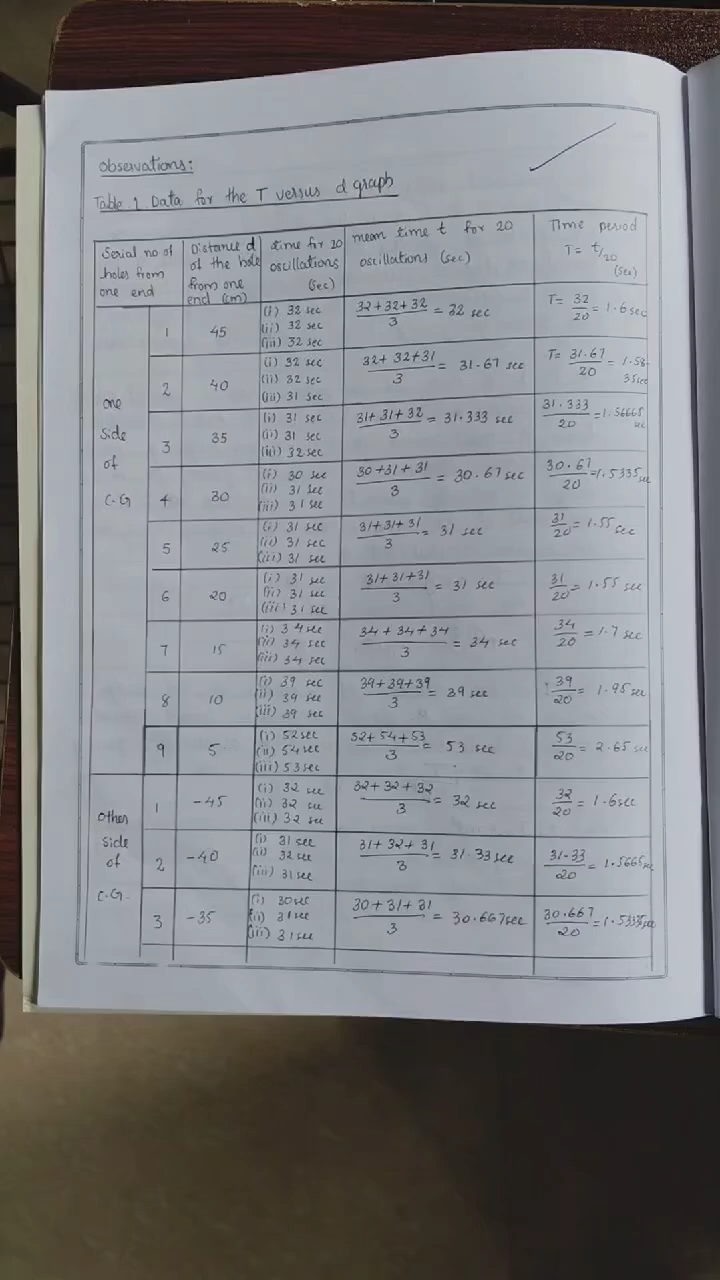 Observations:
Table 1. Data for the T versus d graph
Serial no of holes from one end
Distance d of the hole from one end (cm)
time for 20 oscillations (sec)
mean time t for 20 oscillations (sec)
Time period T = t/20 (sec)
one side of C.G
1 45 (i) 32 sec (ii) 32 sec (iii) 32 sec (32+32+32)/3 = 32 sec T = 32/20 = 1.6 sec
2 40 (i) 32 sec (ii) 32 sec (iii) 31 sec (32+32+31)/3 = 31.67 sec T = 31.67/20 = 1.5835 sec
3 35 (i) 31 sec (ii) 31 sec (iii) 32 sec (31+31+32)/3 = 31.333 sec 31.333/20 = 1.56665 sec
4 30 (i) 30 sec (ii) 31 sec (iii) 31 sec (30+31+31)/3 = 30.67 sec 30.67/20 = 1.5335 sec
5 25 (i) 31 sec (ii) 31 sec (iii) 31 sec (31+31+31)/3 = 31 sec 31/20 = 1.55 sec
6 20 (i) 31 sec (ii) 31 sec (iii) 31 sec (31+31+31)/3 = 31 sec 31/20 = 1.55 sec
7 15 (i) 34 sec (ii) 34 sec (iii) 34 sec (34+34+34)/3 = 34 sec 34/20 = 1.7 sec
8 10 (i) 39 sec (ii) 39 sec (iii) 39 sec (39+39+39)/3 = 39 sec 39/20 = 1.95 sec
9 5 (i) 52 sec (ii) 54 sec (iii) 53 sec (52+54+53)/3 = 53 sec 53/20 = 2.65 sec
Other side of C.G.
1 -45 (i) 32 sec (ii) 32 sec (iii) 32 sec (32+32+32)/3 = 32 sec 32/20 = 1.6 sec
2 -40 (i) 31 sec (ii) 32 sec (iii) 31 sec (31+32+31)/3 = 31.33 sec 31.33/20 = 1.5665 sec
3 -35 (i) 30 sec (ii) 31 sec (iii) 31 sec (30+31+31)/3 = 30.667 sec 30.667/20 = 1.53335 sec